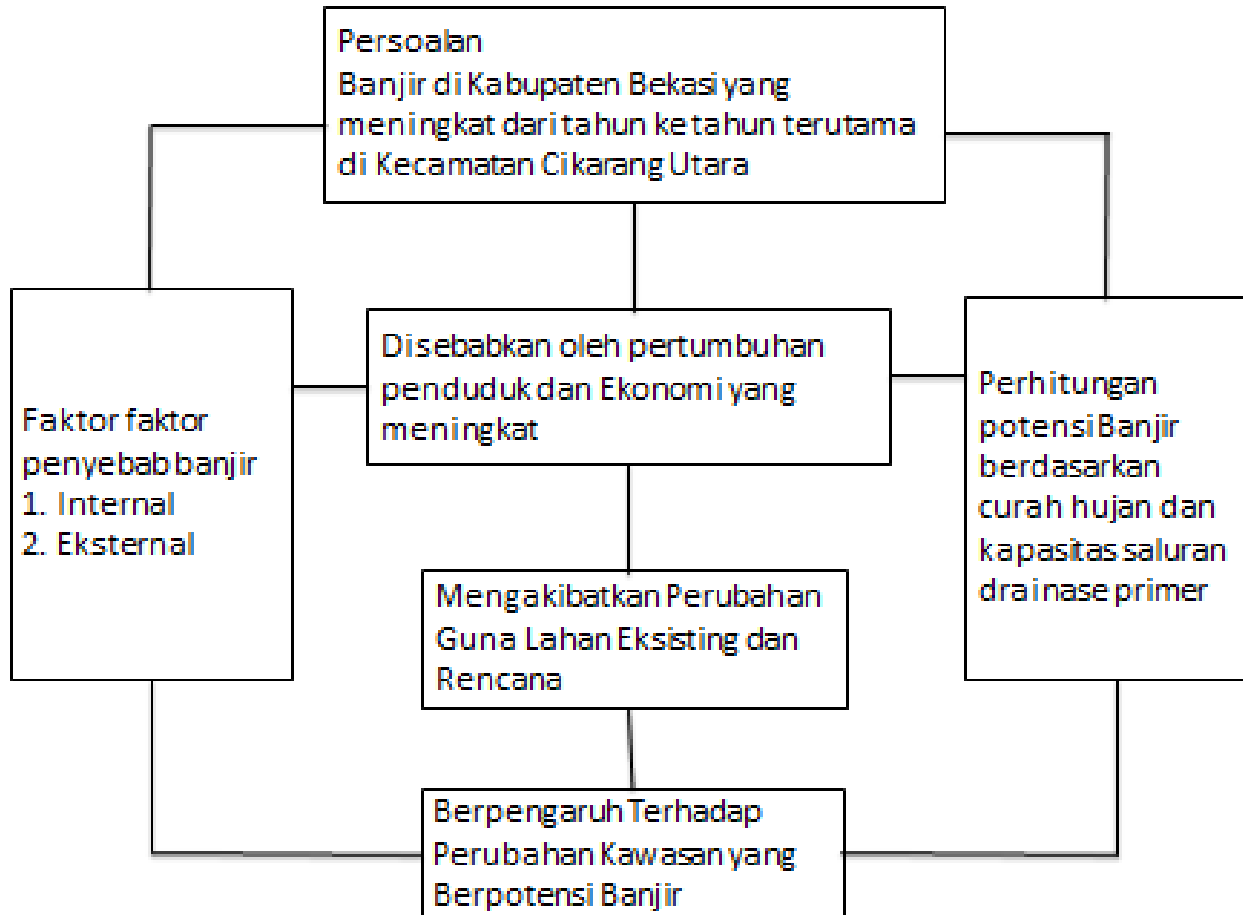 Persoalan
Banjir di Kabupaten Bekasi yang
meningkat dari tahun ke tahun terutama
di Kecamatan Cikarang Utara
Faktor faktor
penyebab banjir
1. Internal
2. Eksternal
Disebabkan oleh pertumbuhan
penduduk dan Ekonomi yang
meningkat
Perhitungan
potensi Banjir
berdasarkan
curah hujan dan
kapasitas saluran
drainase primer
Mengakibatkan Perubahan
Guna Lahan Eksisting dan
Rencana
Berpengaruh Terhadap
Perubahan Kawasan yang
Berpotensi Banjir